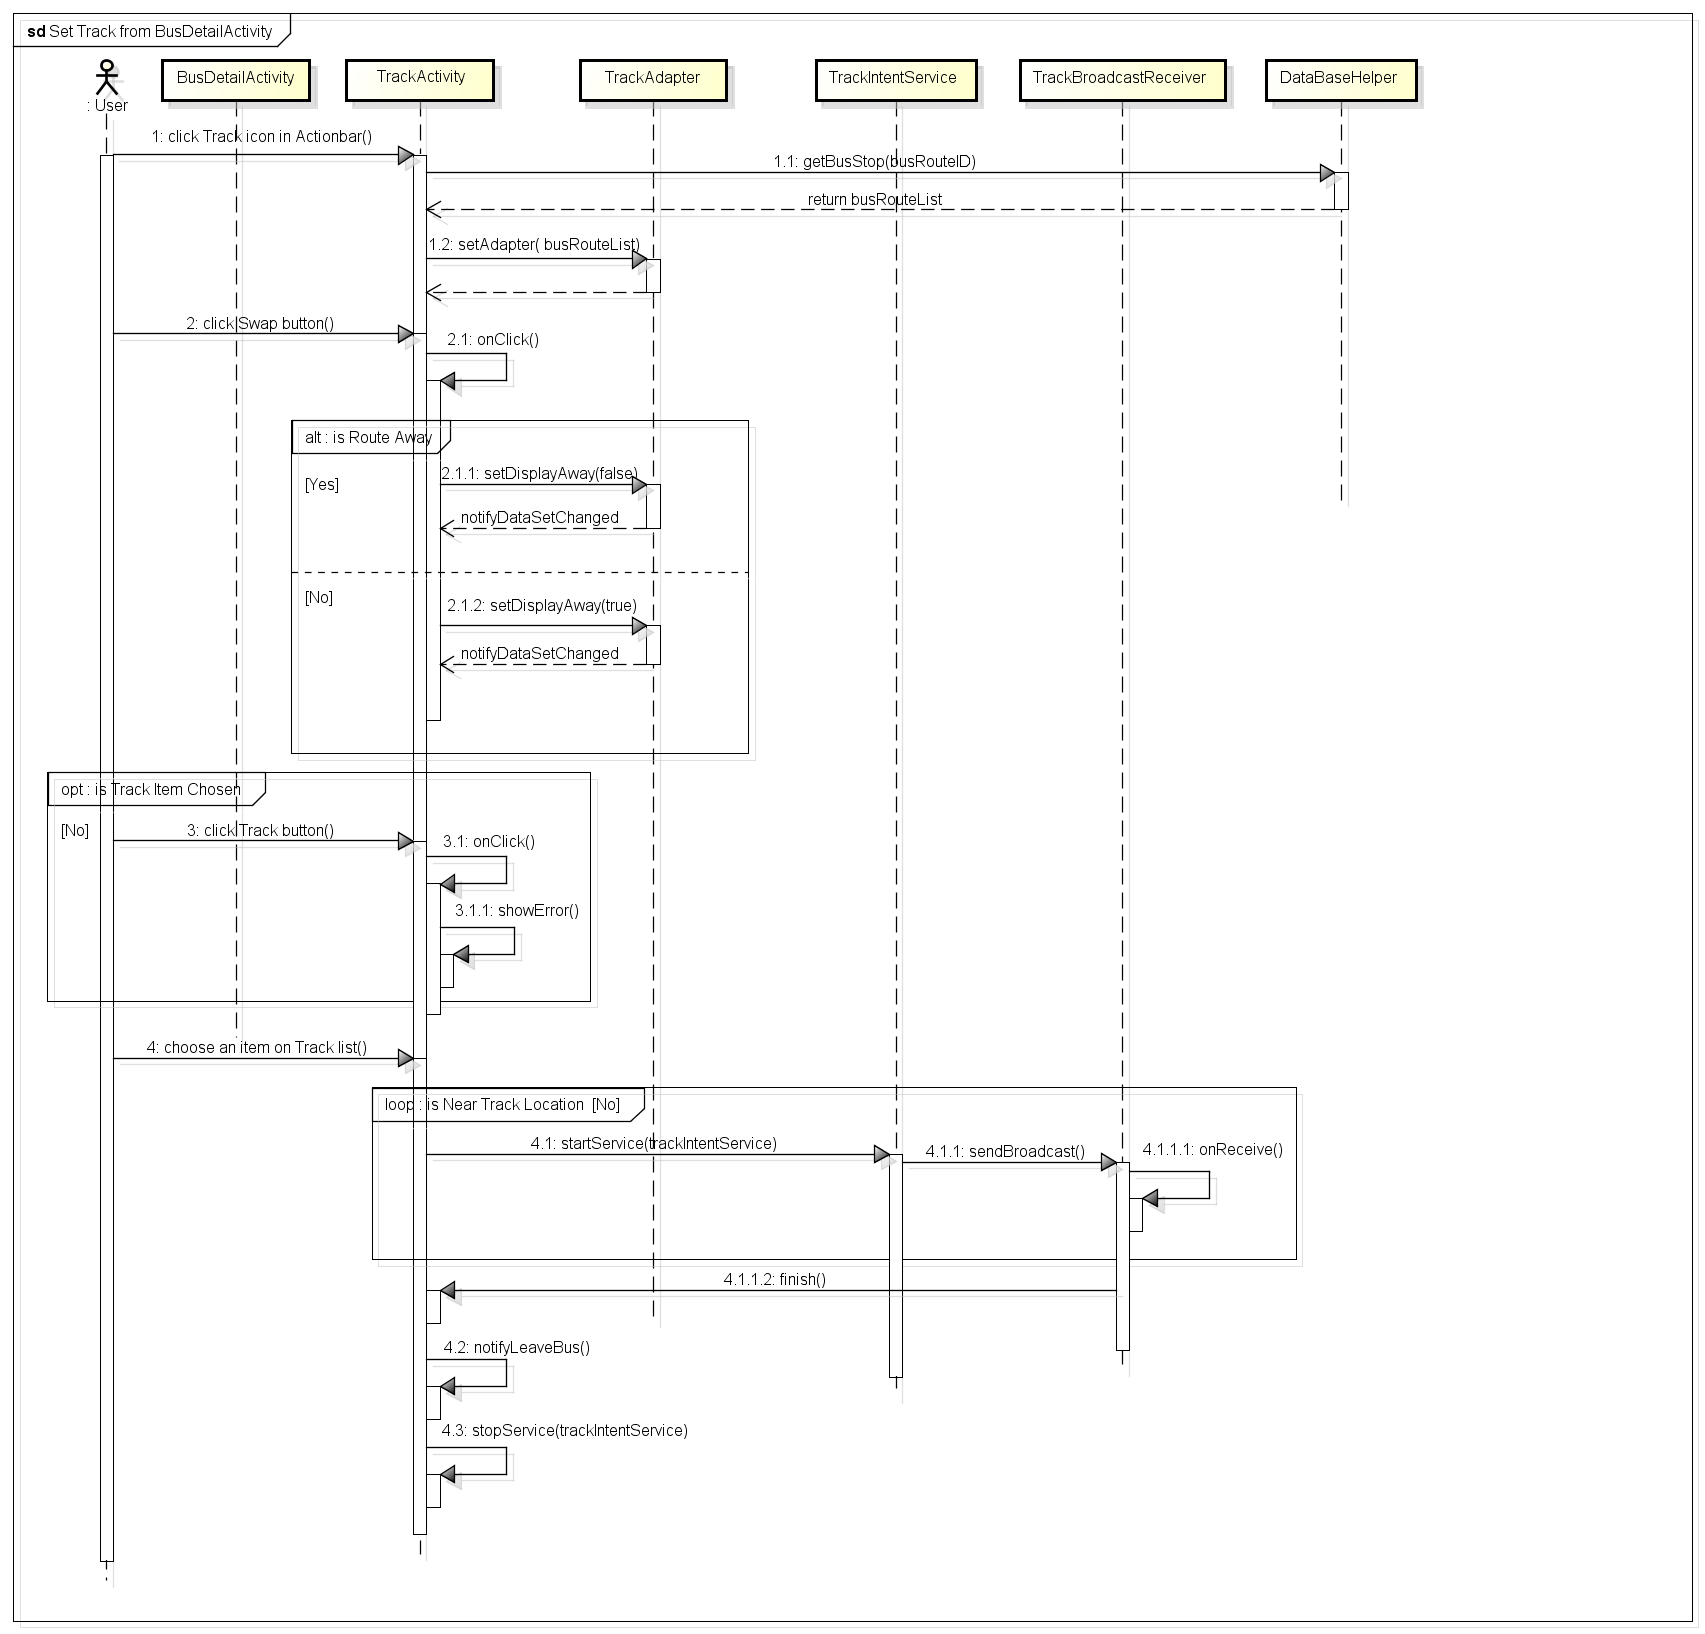 sd Set Track from BusDetailActivity
: User
BusDetailActivity
TrackActivity
TrackAdapter
TrackIntentService
TrackBroadcastReceiver
DataBaseHelper
1: click Track icon in Actionbar()
1.1: getBusStop(busRouteID)
return busRouteList
1.2: setAdapter( busRouteList)
2: click Swap button()
2.1: onClick()
alt : is Route Away
[Yes]
2.1.1: setDisplayAway(false)
notifyDataSetChanged
[No]
2.1.2: setDisplayAway(true)
notifyDataSetChanged
opt : is Track Item Chosen
[No]
3: click Track button()
3.1: onClick()
3.1.1: showError()
4: choose an item on Track list()
loop : is Near Track Location [No]
4.1: startService(trackIntentService)
4.1.1: sendBroadcast()
4.1.1.1: onReceive()
4.1.1.2: finish()
4.2: notifyLeaveBus()
4.3: stopService(trackIntentService)